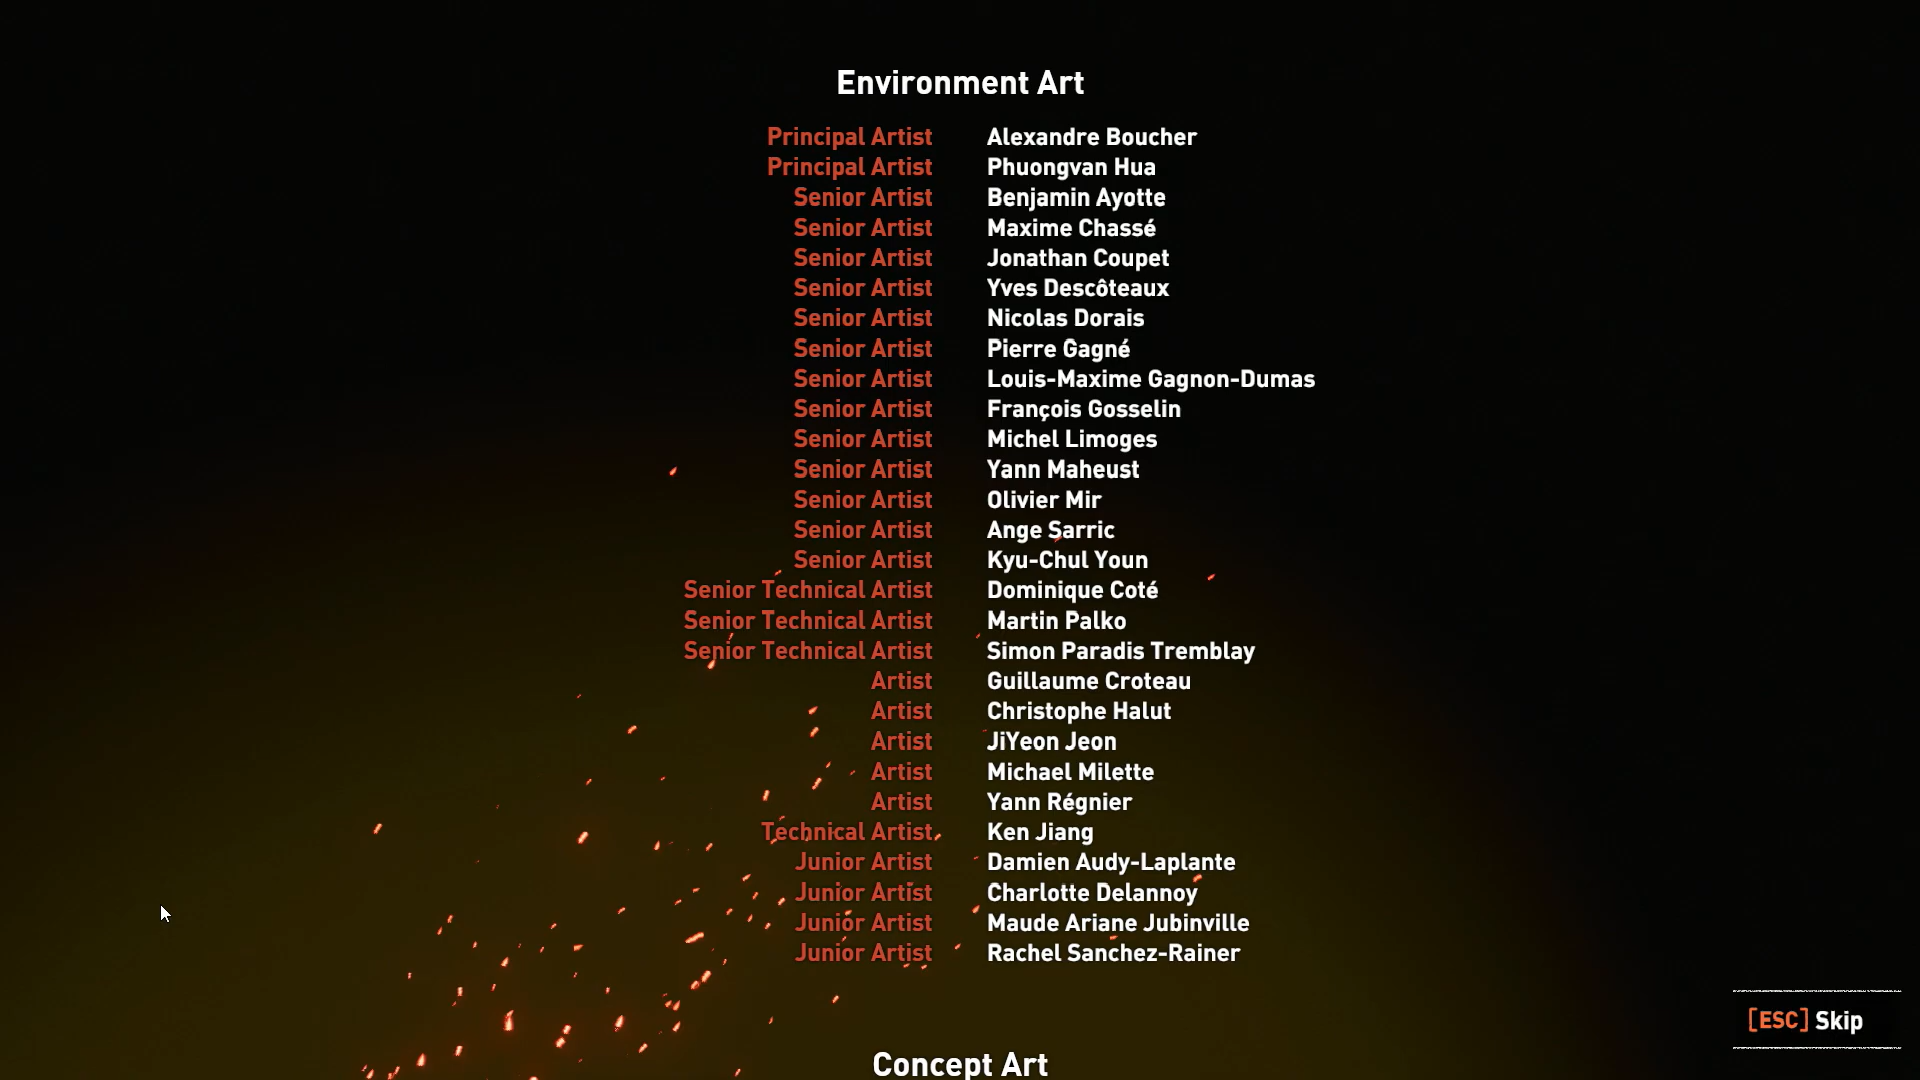 Environment Art
Principal Artist Alexandre Boucher
Principal Artist Phuongvan Hua
Senior Artist Benjamin Ayotte
Senior Artist Maxime Chassé
Senior Artist Jonathan Coupet
Senior Artist Yves Descôteaux
Senior Artist Nicolas Dorais
Senior Artist Pierre Gagné
Senior Artist Louis-Maxime Gagnon-Dumas
Senior Artist François Gosselin
Senior Artist Michel Limoges
Senior Artist Yann Maheust
Senior Artist Olivier Mir
Senior Artist Ange Sarric
Senior Artist Kyu-Chul Youn
Senior Technical Artist Dominique Coté
Senior Technical Artist Martin Palko
Senior Technical Artist Simon Paradis Tremblay
Artist Guillaume Croteau
Artist Christophe Halut
Artist JiYeon Jeon
Artist Michael Milette
Artist Yann Régnier
Technical Artist Ken Jiang
Junior Artist Damien Audy-Laplante
Junior Artist Charlotte Delannoy
Junior Artist Maude Ariane Jubinville
Junior Artist Rachel Sanchez-Rainer
[ESC] Skip
Concept Art